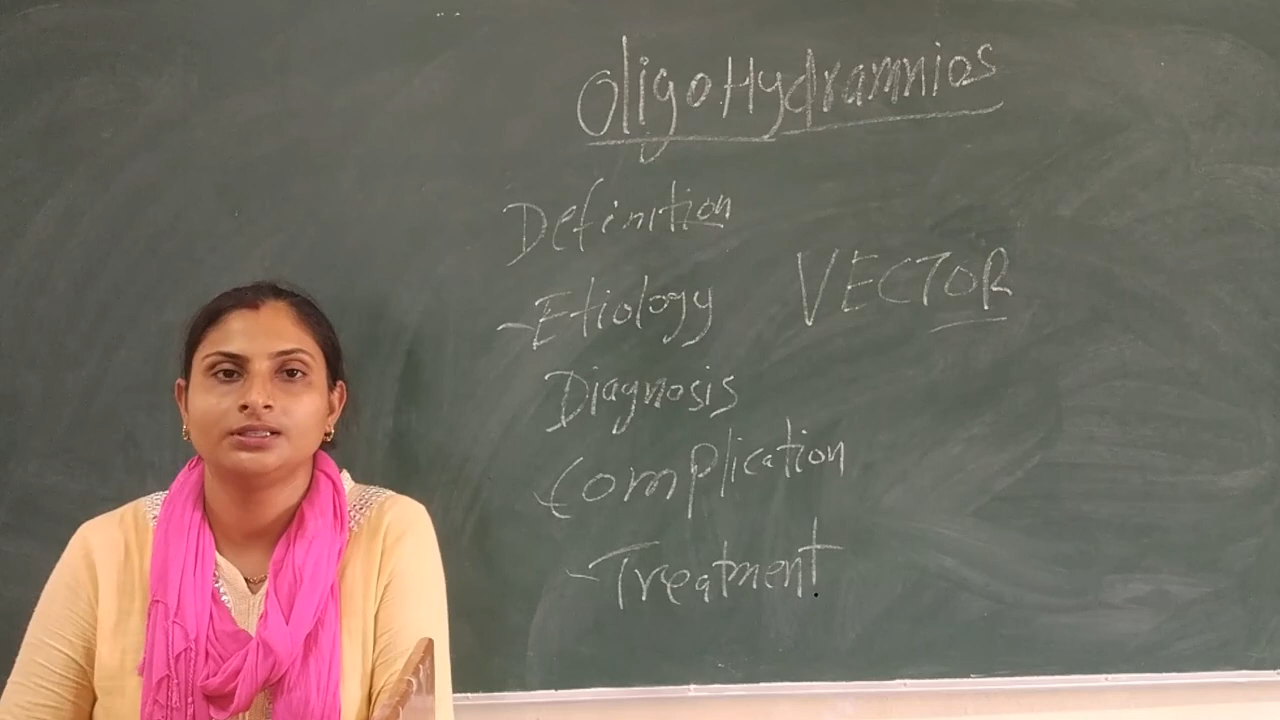 OligoHydramnios
Definition
- Etiology VECTOR
Diagnosis
Complication
- Treatment